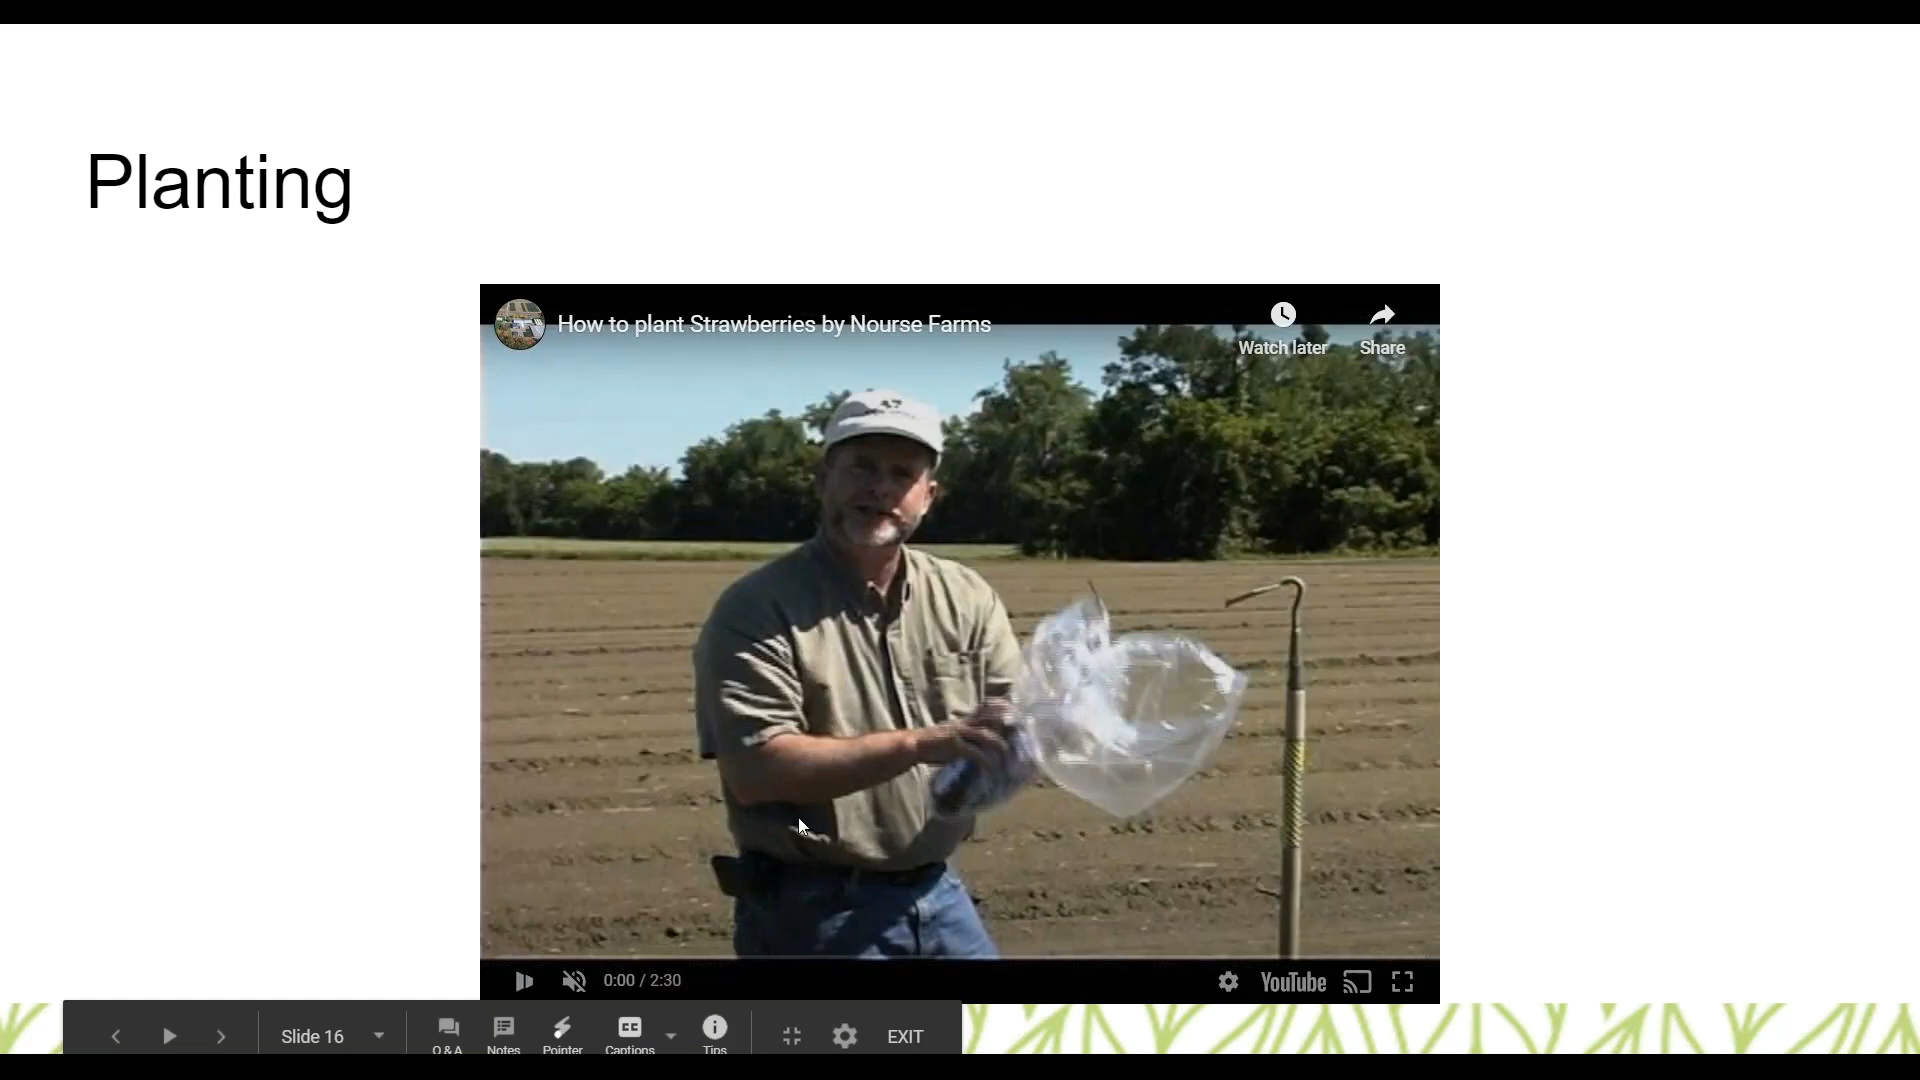 Planting
How to plant Strawberries by Nourse Farms
Watch later
Share
0:00 / 2:30
YouTube
Slide 16
Q & A
Notes
Pointer
Captions
Tips
EXIT